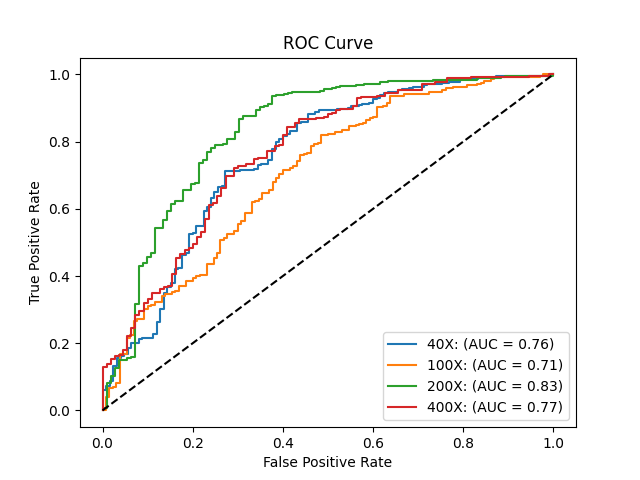 ROC Curve
True Positive Rate
1.0
0.8
0.6
0.4
0.2
0.0
40X: (AUC = 0.76)
100X: (AUC = 0.71)
200X: (AUC = 0.83)
400X: (AUC = 0.77)
0.0 0.2 0.4 0.6 0.8 1.0
False Positive Rate